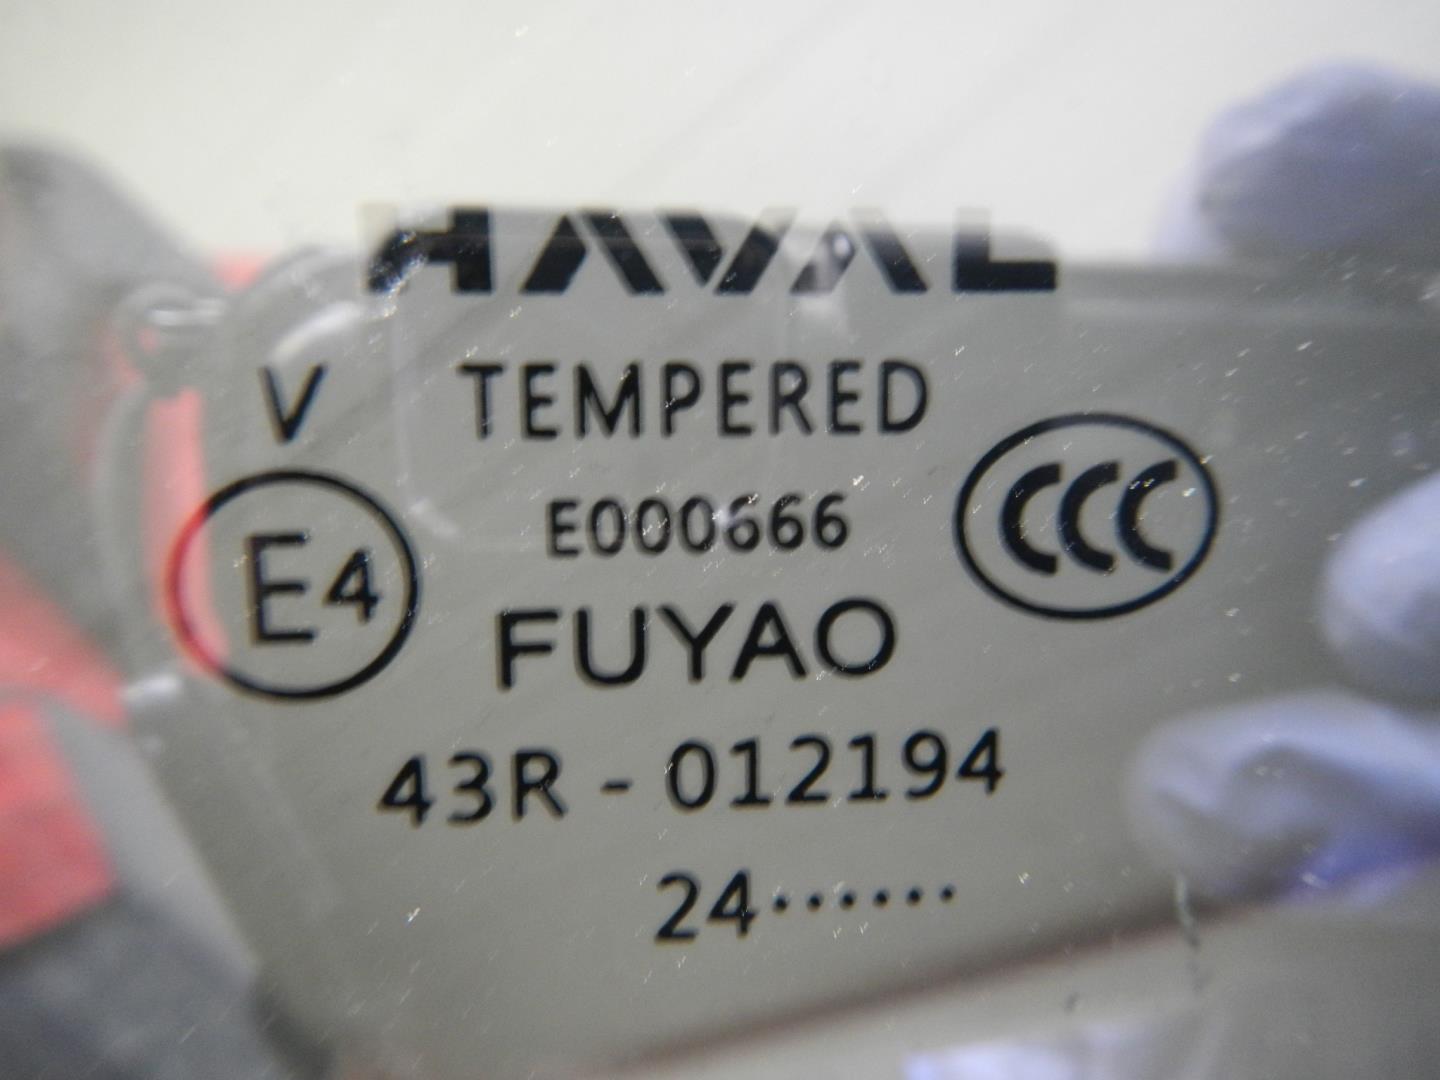 HAVAL
V TEMPERED
E000666
CCC
E4
FUYAO
43R - 012194
24······